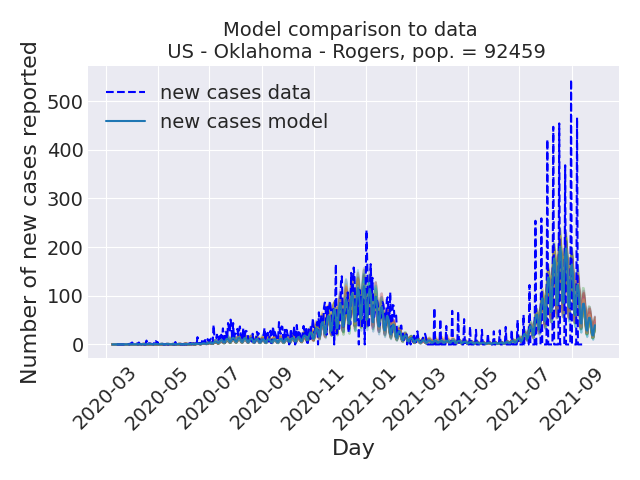 Model comparison to data
US - Oklahoma - Rogers, pop. = 92459
Number of new cases reported
500
400
300
200
100
0
new cases data
new cases model
2020-03
2020-05
2020-07
2020-09
2020-11
2021-01
2021-03
2021-05
2021-07
2021-09
Day